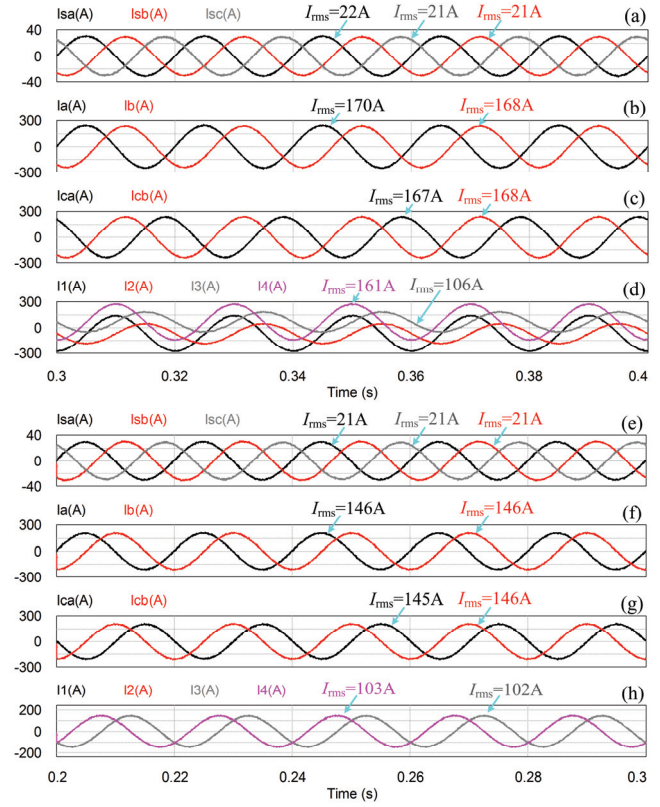 Isa(A) Isb(A) Isc(A) Irms=22A Irms=21A Irms=21A (a)
40
0
-40
Ia(A) Ib(A) Irms=170A Irms=168A (b)
300
0
-300
Ica(A) Icb(A) Irms=167A Irms=168A (c)
300
0
-300
I1(A) I2(A) I3(A) I4(A) Irms=161A Irms=106A (d)
300
0
-300
0.3 0.32 0.34 0.36 0.38 0.4
Time (s)
Isa(A) Isb(A) Isc(A) Irms=21A Irms=21A Irms=21A (e)
40
0
-40
Ia(A) Ib(A) Irms=146A Irms=146A (f)
300
0
-300
Ica(A) Icb(A) Irms=145A Irms=146A (g)
300
0
-300
I1(A) I2(A) I3(A) I4(A) Irms=103A Irms=102A (h)
200
0
-200
0.2 0.22 0.24 0.26 0.28 0.3
Time (s)